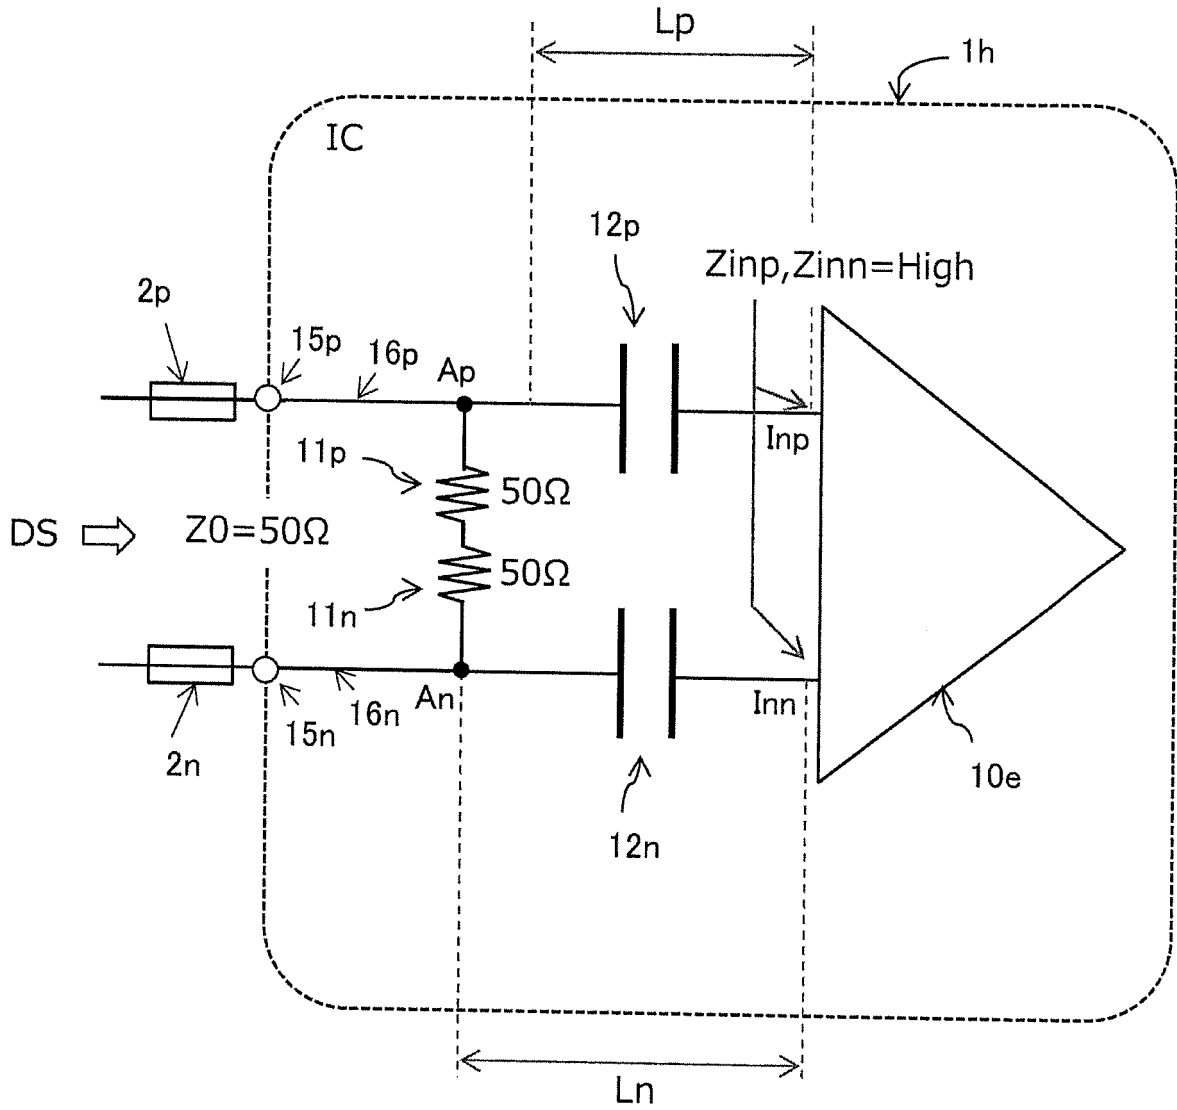 Lp
1h
IC
12p
Zinp,Zinn=High
2p
15p
16p
Ap
Inp
11p
50Ω
DS
Z0=50Ω
50Ω
11n
An
Inn
16n
15n
2n
10e
12n
Ln